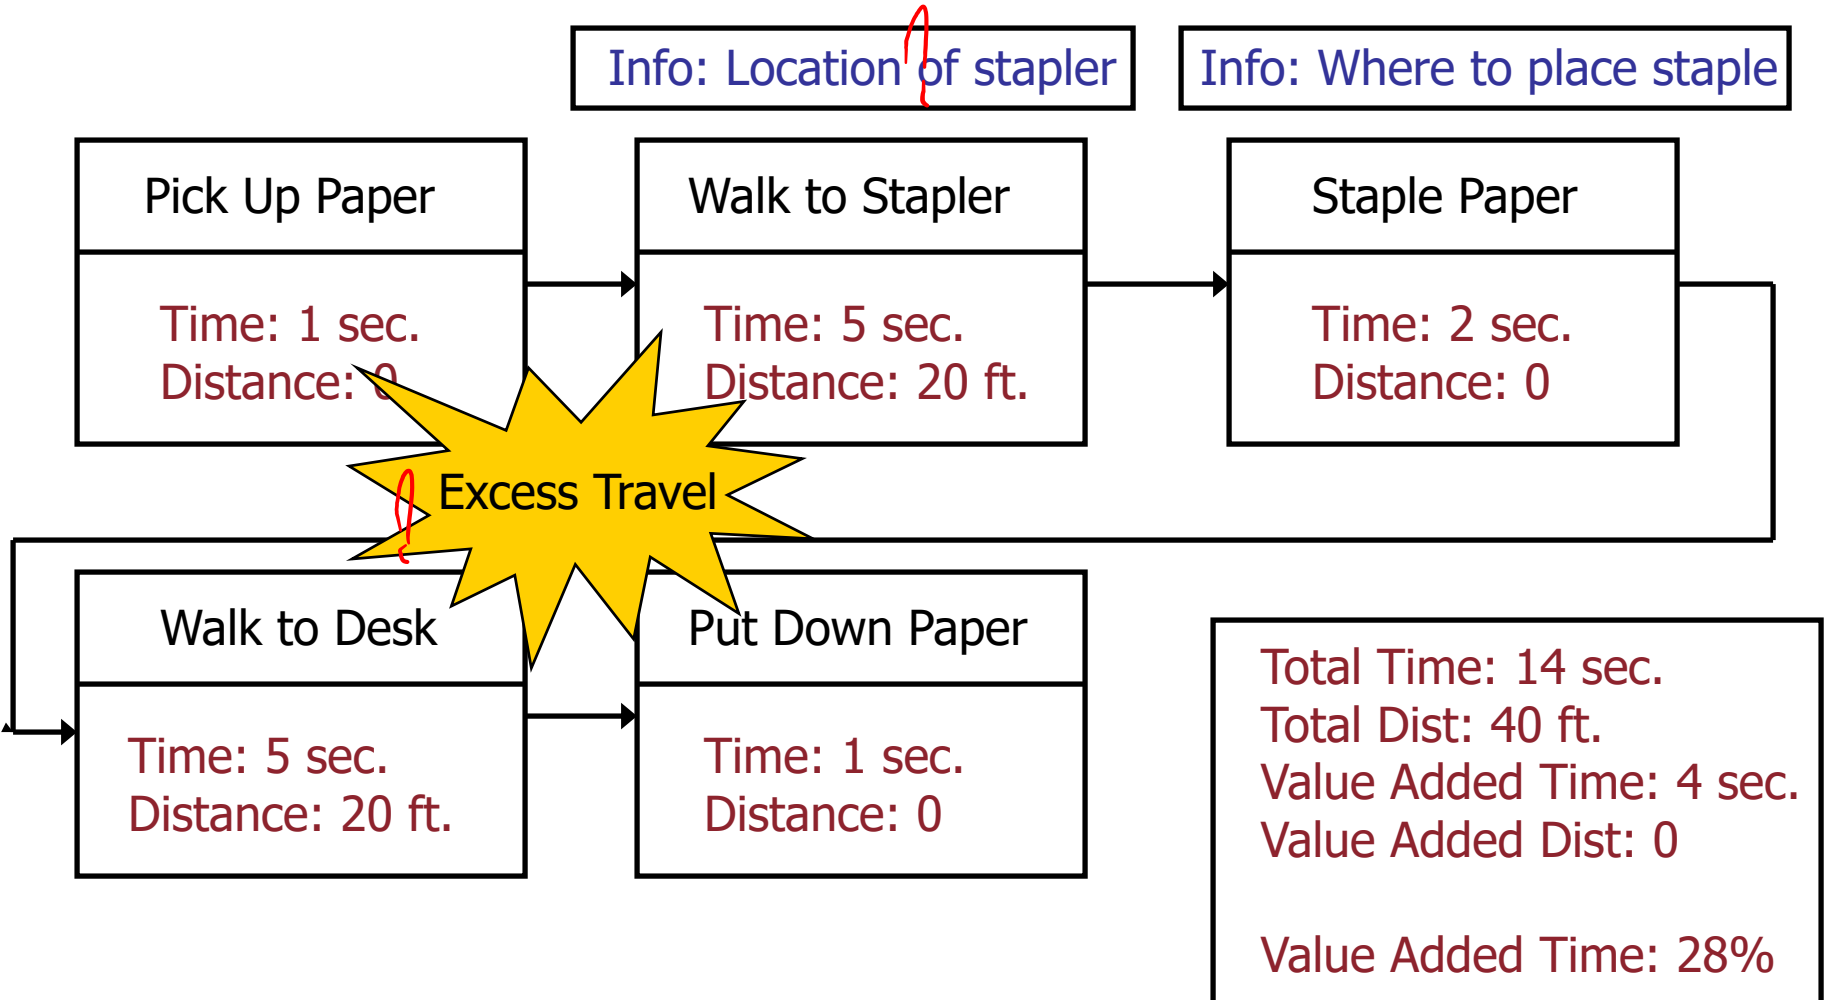 Info: Location of stapler
Info: Where to place staple
Pick Up Paper
Time: 1 sec.
Distance: 0
Walk to Stapler
Time: 5 sec.
Distance: 20 ft.
Staple Paper
Time: 2 sec.
Distance: 0
Excess Travel
Walk to Desk
Time: 5 sec.
Distance: 20 ft.
Put Down Paper
Time: 1 sec.
Distance: 0
Total Time: 14 sec.
Total Dist: 40 ft.
Value Added Time: 4 sec.
Value Added Dist: 0
Value Added Time: 28%